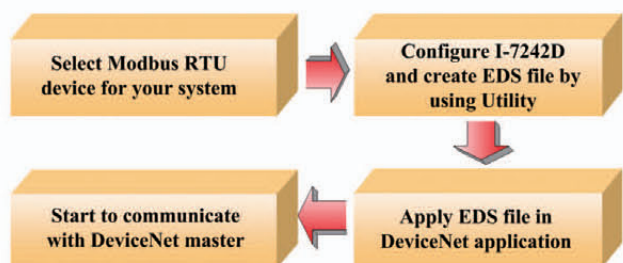 Select Modbus RTU
device for your system
Configure I-7242D
and create EDS file by
using Utility
Apply EDS file in
DeviceNet application
Start to communicate
with DeviceNet master